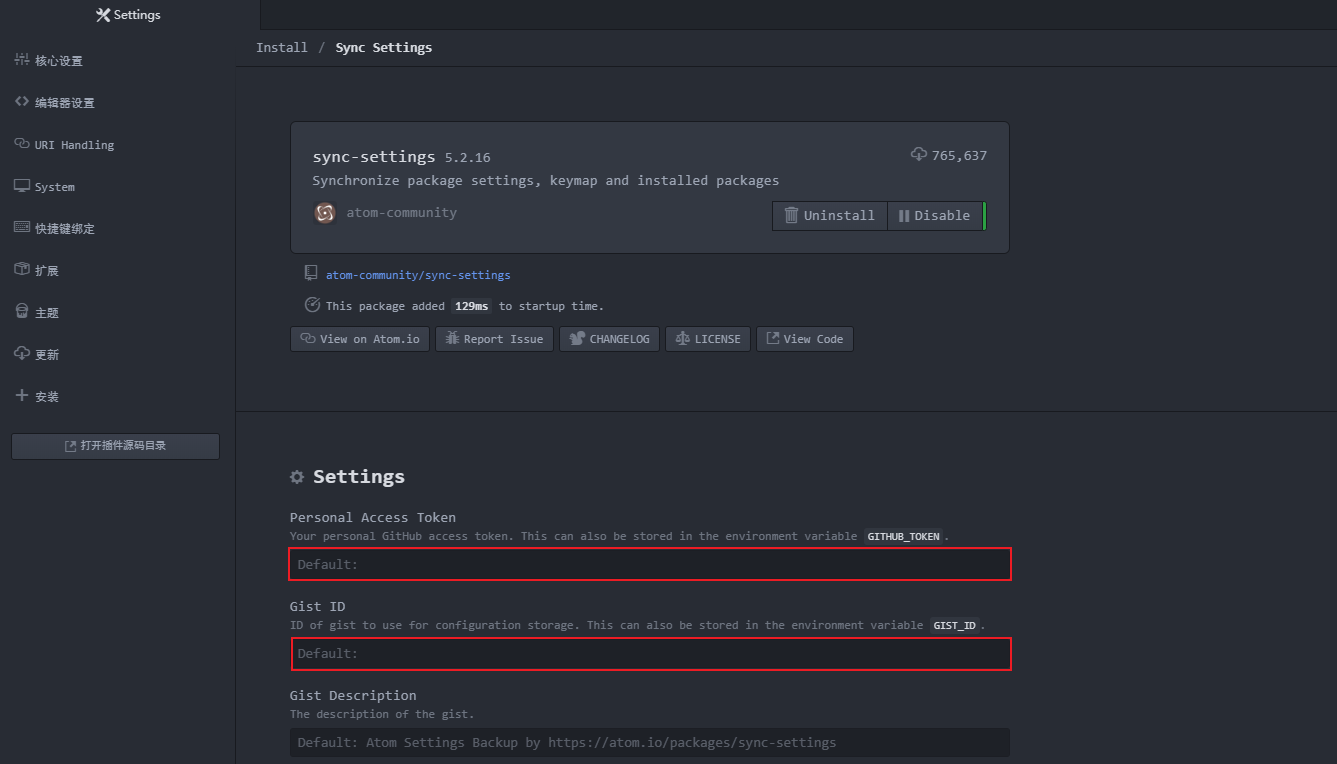 Settings
核心设置
编辑器设置
URI Handling
System
快捷键绑定
扩展
主题
更新
安装
打开插件源码目录
Install / Sync Settings
sync-settings 5.2.16
765,637
Synchronize package settings, keymap and installed packages
atom-community
Uninstall
Disable
atom-community/sync-settings
This package added 129ms to startup time.
View on Atom.io
Report Issue
CHANGELOG
LICENSE
View Code
Settings
Personal Access Token
Your personal GitHub access token. This can also be stored in the environment variable GITHUB_TOKEN.
Default:
Gist ID
ID of gist to use for configuration storage. This can also be stored in the environment variable GIST_ID.
Default:
Gist Description
The description of the gist.
Default: Atom Settings Backup by https://atom.io/packages/sync-settings